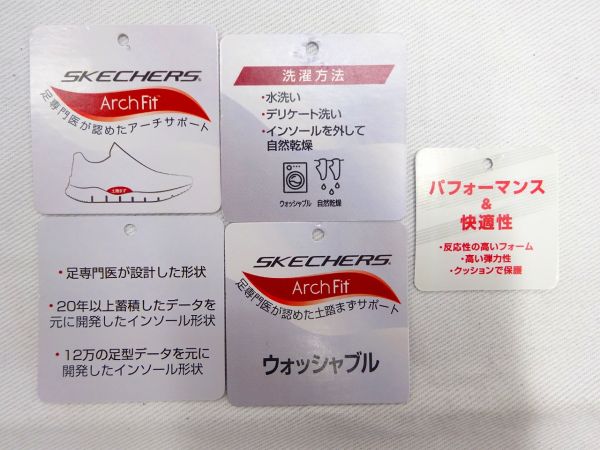 SKECHERS
ArchFit
足専門医が認めたアーチサポート
土踏まず
洗濯方法
・水洗い
・デリケート洗い
・インソールを外して
自然乾燥
ウォッシャブル 自然乾燥
・足専門医が設計した形状
・20年以上蓄積したデータを
元に開発したインソール形状
・12万の足型データを元に
開発したインソール形状
SKECHERS
ArchFit
足専門医が認めた土踏まずサポート
ウォッシャブル
パフォーマンス
&
快適性
・反応性の高いフォーム
・高い弾力性
・クッションで保護